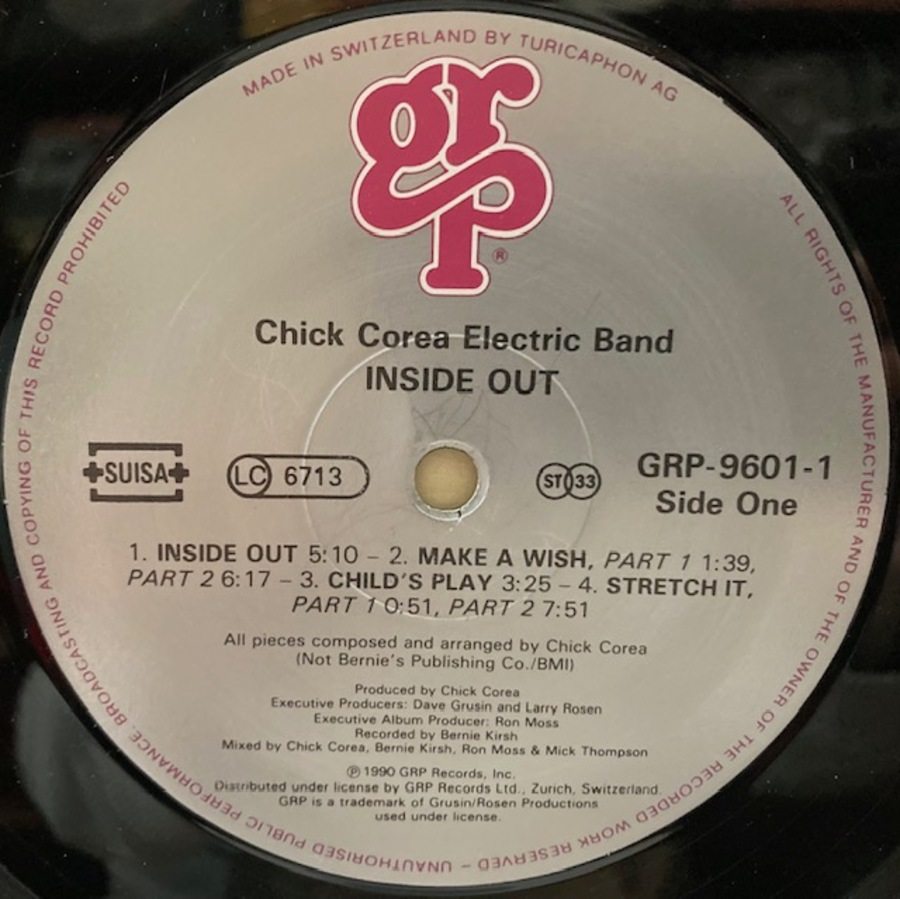 MADE IN SWITZERLAND BY TURICAPHON AG
grp®
Chick Corea Electric Band
INSIDE OUT
SUISA
LC 6713
ST 33
GRP-9601-1
Side One
1. INSIDE OUT 5:10 – 2. MAKE A WISH, PART 1 1:39,
PART 2 6:17 – 3. CHILD'S PLAY 3:25 – 4. STRETCH IT,
PART 1 0:51, PART 2 7:51
All pieces composed and arranged by Chick Corea
(Not Bernie's Publishing Co./BMI)
Produced by Chick Corea
Executive Producers: Dave Grusin and Larry Rosen
Executive Album Producer: Ron Moss
Recorded by Bernie Kirsh
Mixed by Chick Corea, Bernie Kirsh, Ron Moss & Mick Thompson
℗ 1990 GRP Records, Inc.
Distributed under license by GRP Records Ltd., Zurich, Switzerland.
GRP is a trademark of Grusin/Rosen Productions
used under license.
ALL RIGHTS OF THE MANUFACTURER AND OF THE OWNER OF THE RECORDED WORK RESERVED – UNAUTHORISED PUBLIC PERFORMANCE, BROADCASTING AND COPYING OF THIS RECORD PROHIBITED